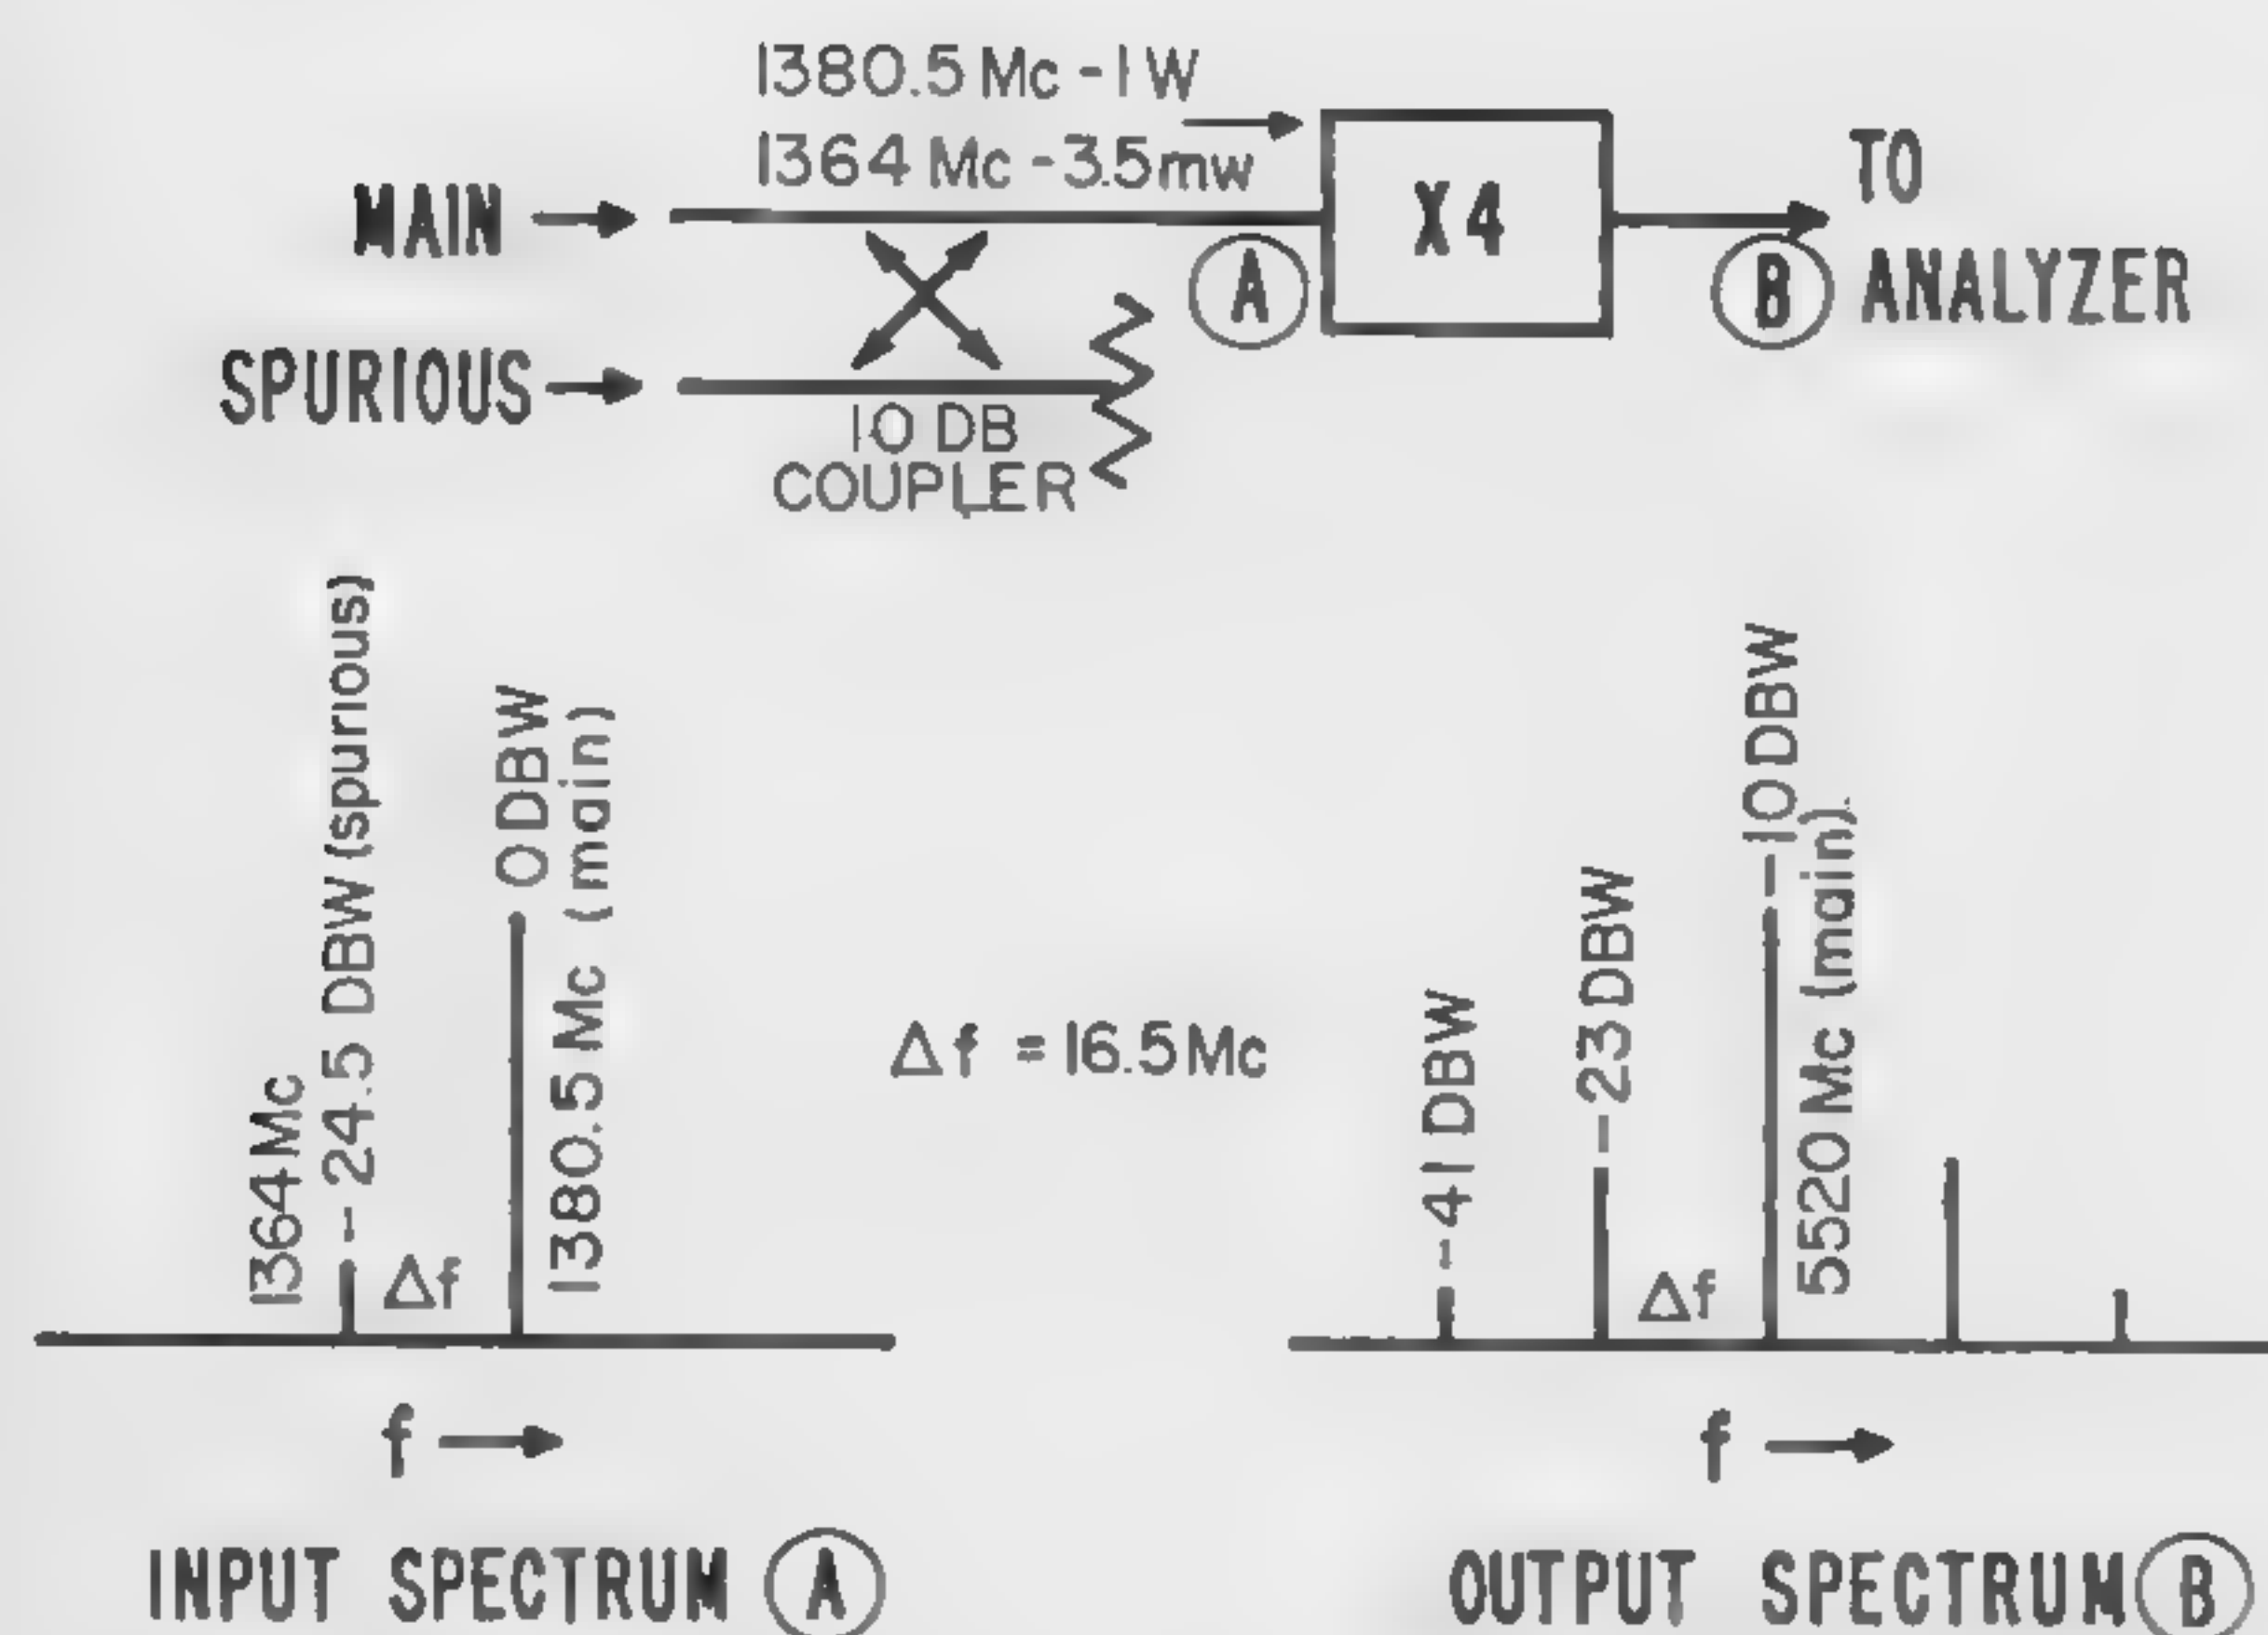 1380.5 Mc - 1 W
1364 Mc - 3.5 mw
MAIN
X4
TO
ANALYZER
A
B
SPURIOUS
10 DB
COUPLER
1364 Mc
- 24.5 DBW (spurious)
Δf
0 DBW
1380.5 Mc (main)
Δf = 16.5 Mc
-41 DBW
-23 DBW
Δf
-10 DBW
5520 Mc (main)
f
f
INPUT SPECTRUM A
OUTPUT SPECTRUM B